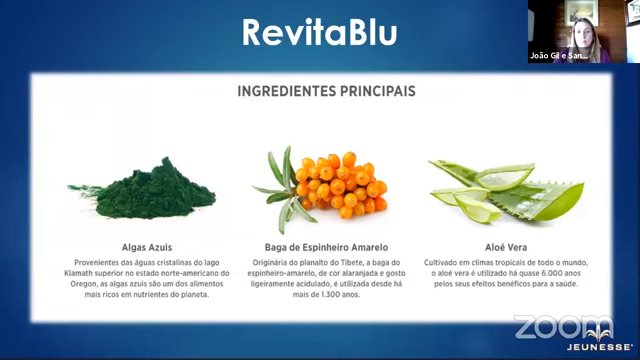 RevitaBlu
João Gil e San...
INGREDIENTES PRINCIPAIS
Algas Azuis
Provenientes das águas cristalinas do lago
Klamath superior no estado norte-americano do
Oregon, as algas azuis são um dos alimentos
mais ricos em nutrientes do planeta.
Baga de Espinheiro Amarelo
Originária do planalto do Tibete, a baga do
espinheiro-amarelo, de cor alaranjada e gosto
ligeiramente acidulado, é utilizada desde há
mais de 1.300 anos.
Aloé Vera
Cultivado em climas tropicais de todo o mundo,
o aloé vera é utilizado há quase 6.000 anos
pelos seus efeitos benéficos para a saúde.
zoom
JEUNESSE